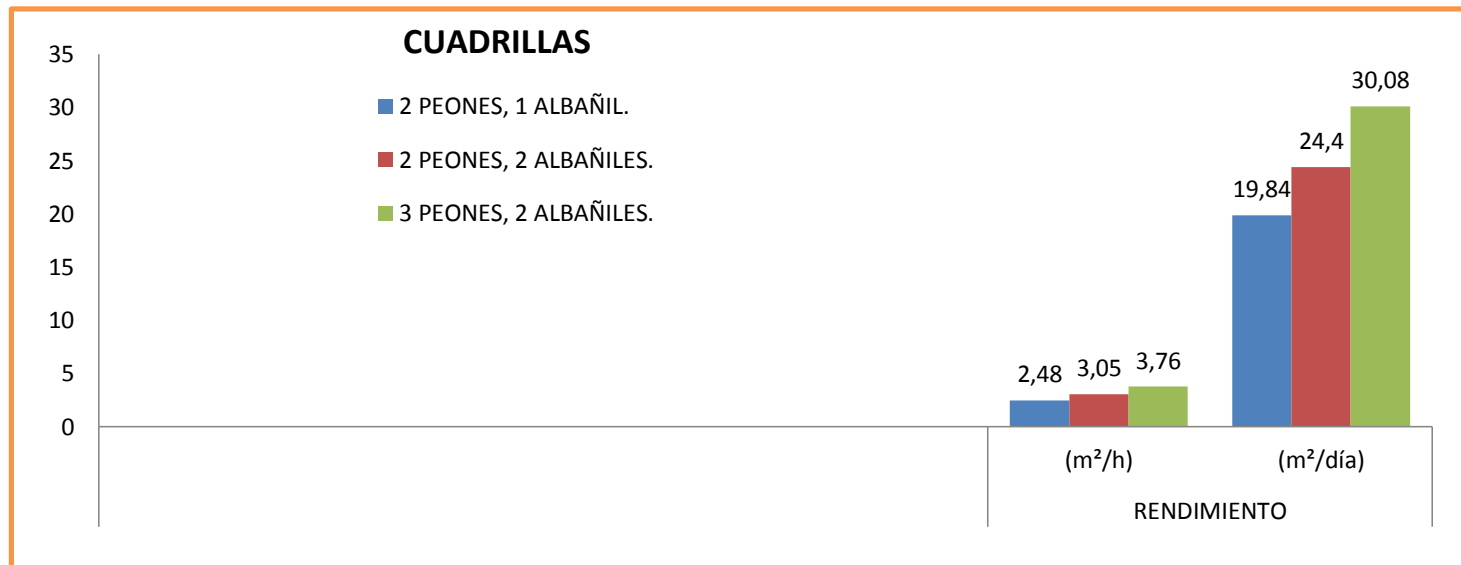 CUADRILLAS
35
30
25
20
15
10
5
0
2 PEONES, 1 ALBAÑIL.
2 PEONES, 2 ALBAÑILES.
3 PEONES, 2 ALBAÑILES.
2,48
3,05
3,76
19,84
24,4
30,08
(m²/h)
(m²/día)
RENDIMIENTO